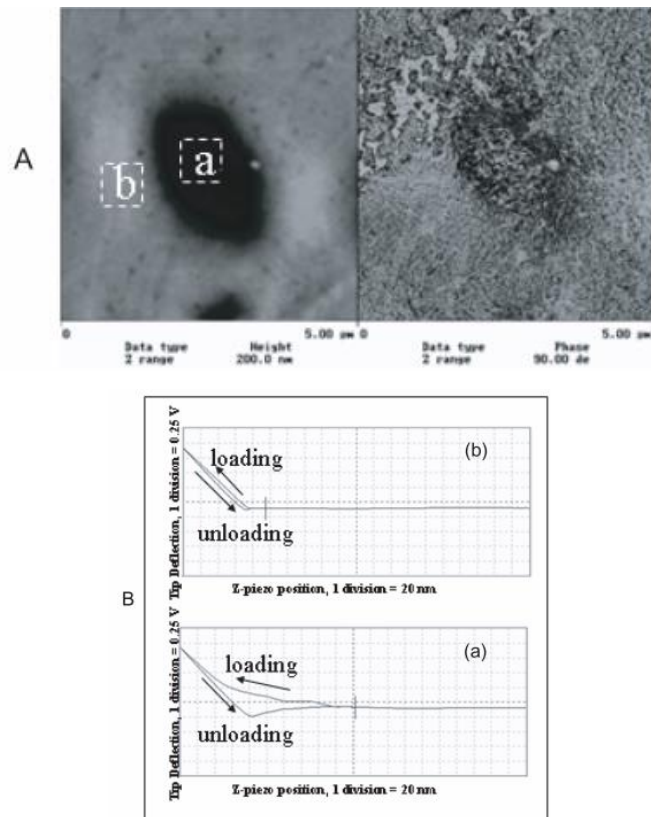 A
a
b
0 5.00 µm 0 5.00 µm
Data type Height Data type Phase
Z range 200.0 nm Z range 90.00 de
B
(b)
Tip Deflection, 1 division = 0.25 V
loading
unloading
Z-piezo position, 1 division = 20 nm
(a)
Tip Deflection, 1 division = 0.25 V
loading
unloading
Z-piezo position, 1 division = 20 nm